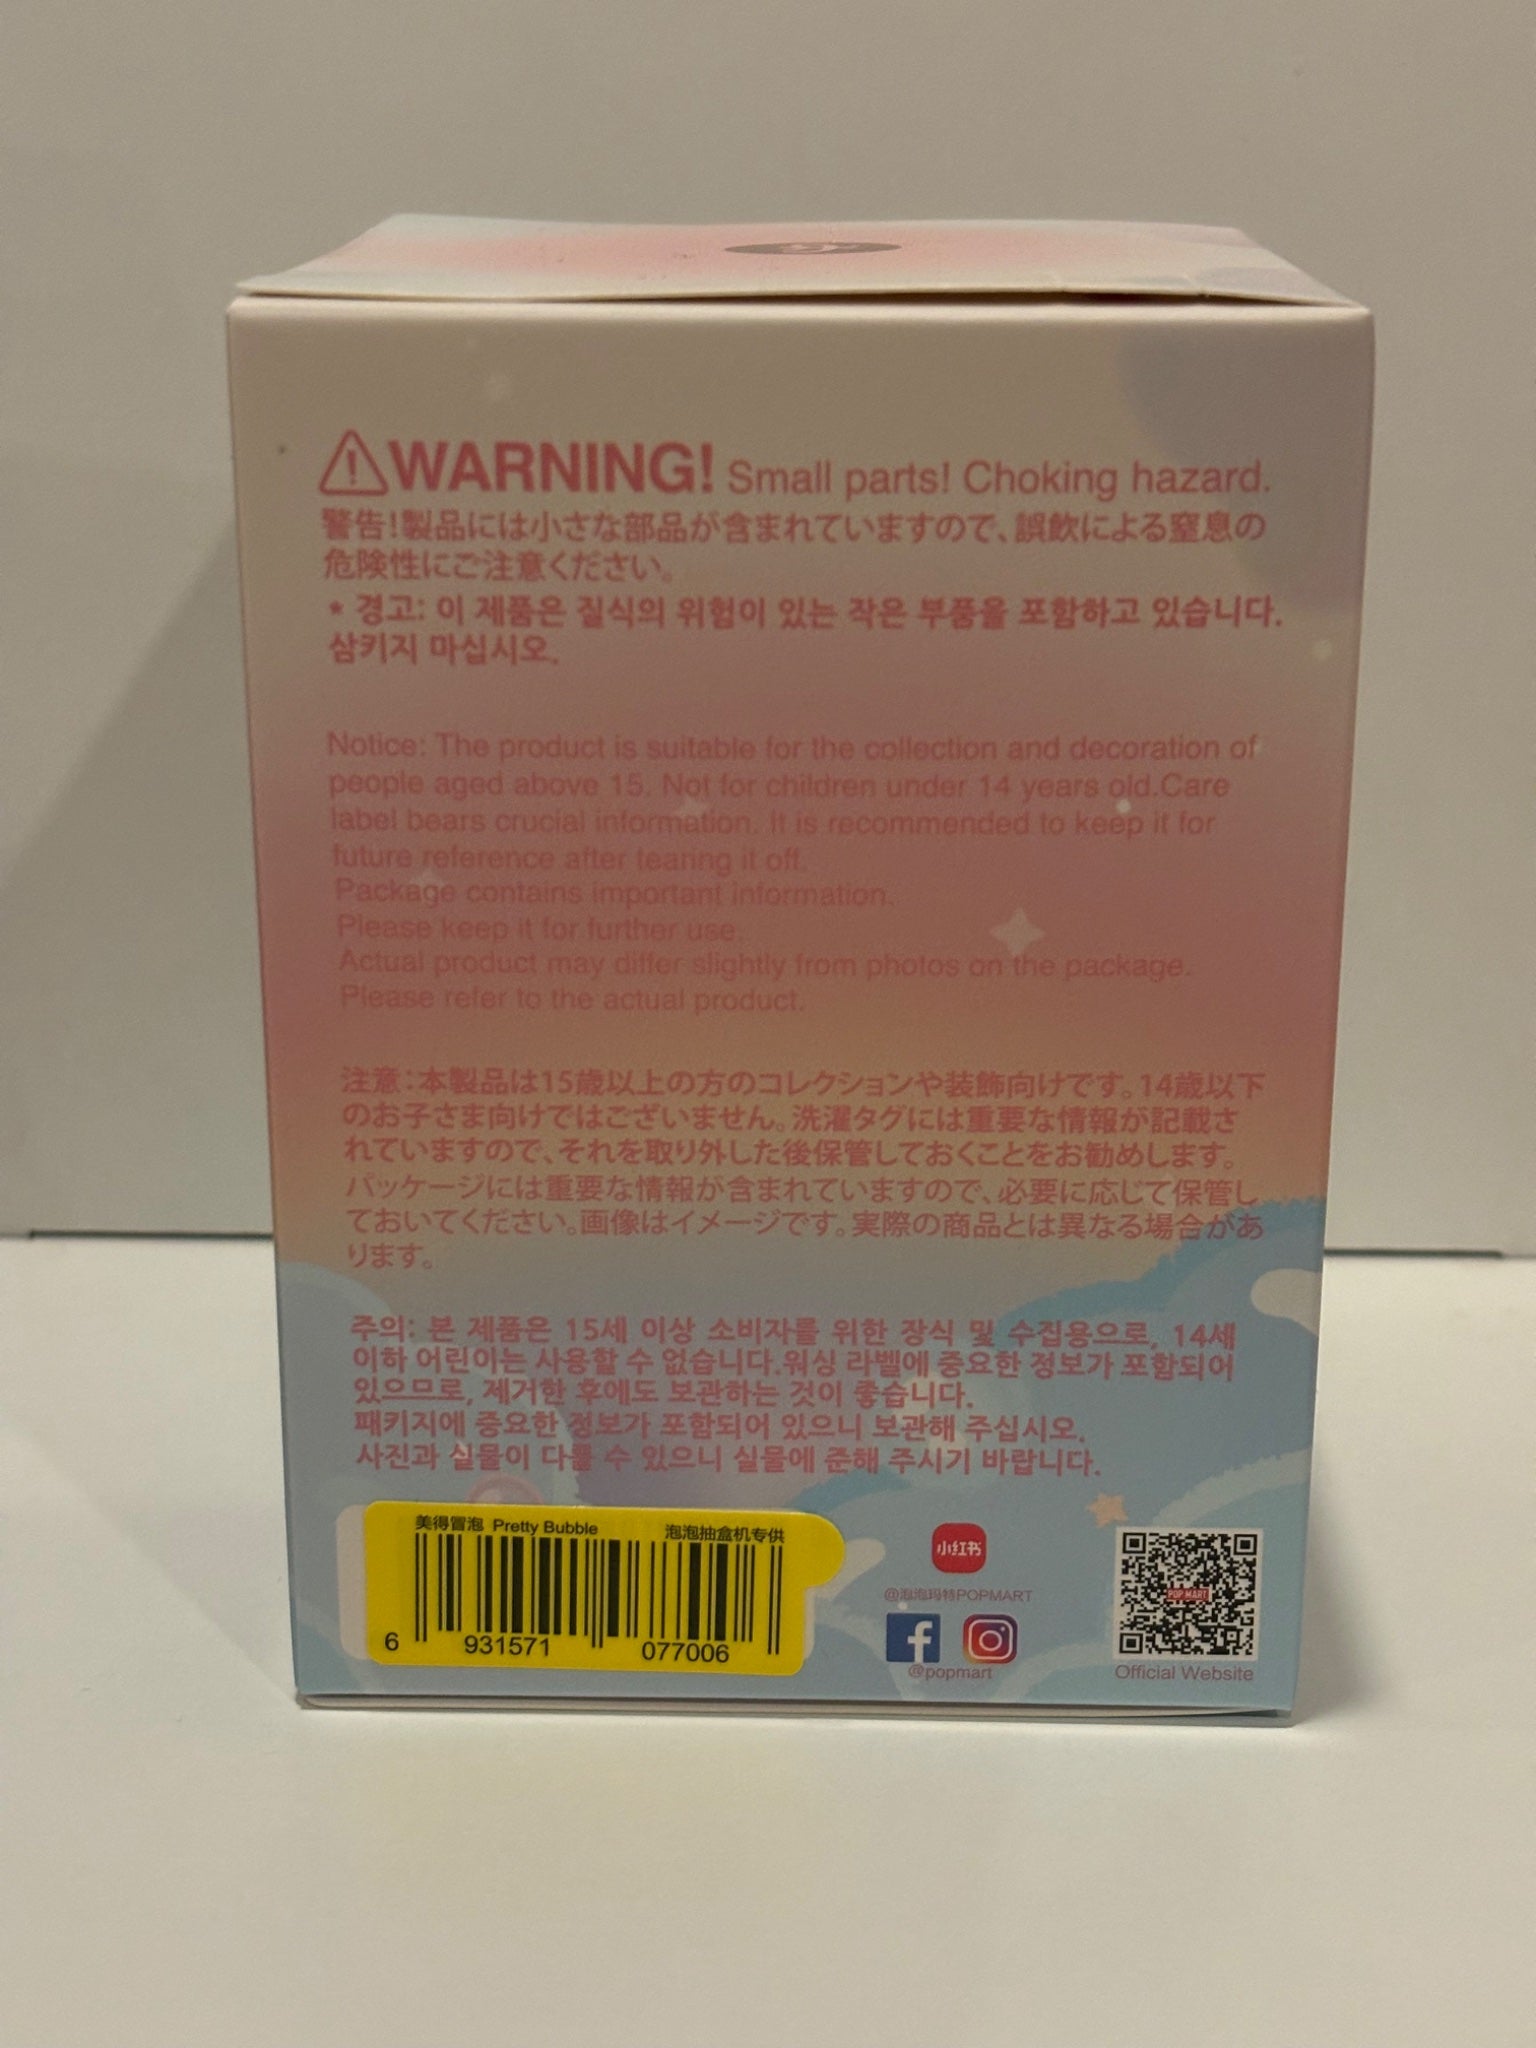 WARNING! Small parts! Choking hazard.
警告!製品には小さな部品が含まれていますので、誤飲による窒息の
危険性にご注意ください。
* 경고: 이 제품은 질식의 위험이 있는 작은 부품을 포함하고 있습니다.
삼키지 마십시오.
Notice: The product is suitable for the collection and decoration of
people aged above 15. Not for children under 14 years old.Care
label bears crucial information. It is recommended to keep it for
future reference after tearing it off.
Package contains important information.
Please keep it for further use.
Actual product may differ slightly from photos on the package.
Please refer to the actual product.
注意:本製品は15歳以上の方のコレクションや装飾向けです。14歳以下
のお子さま向けではございません。洗濯タグには重要な情報が記載さ
れていますので、それを取り外した後保管しておくことをお勧めします。
パッケージには重要な情報が含まれていますので、必要に応じて保管し
ておいてください。画像はイメージです。実際の商品とは異なる場合があ
ります。
주의: 본 제품은 15세 이상 소비자를 위한 장식 및 수집용으로, 14세
이하 어린이는 사용할 수 없습니다.워싱 라벨에 중요한 정보가 포함되어
있으므로, 제거한 후에도 보관하는 것이 좋습니다.
패키지에 중요한 정보가 포함되어 있으니 보관해 주십시오.
사진과 실물이 다를 수 있으니 실물에 준해 주시기 바랍니다.
美得冒泡 Pretty Bubble 泡泡抽盒机专供
6 931571 077006
小红书
@泡泡玛特POPMART
@popmart
POP MART
Official Website